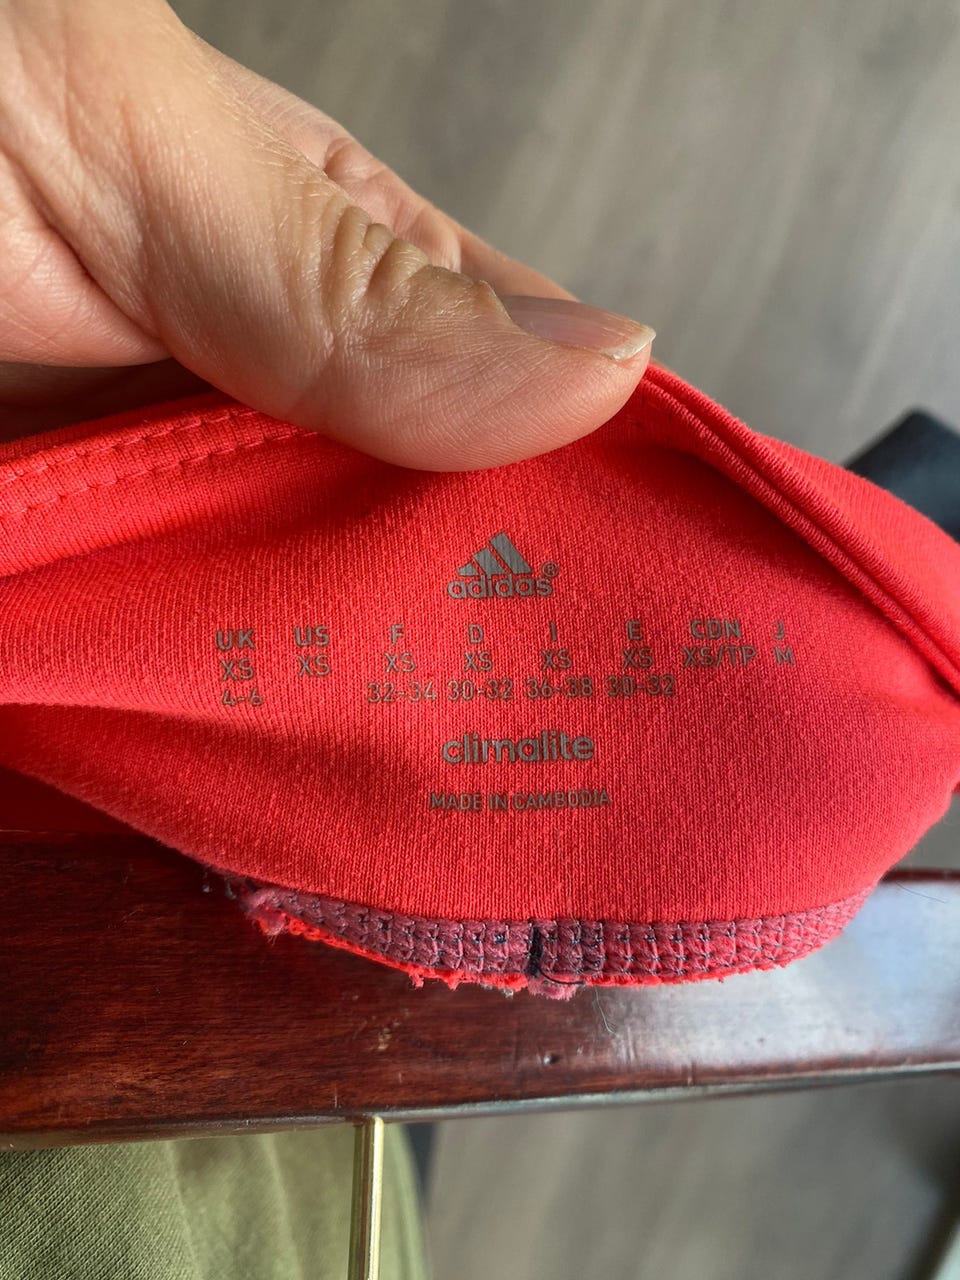 adidas®
UK US F D I E CDN J
XS XS XS XS XS XS XS/TP M
4-6 32-34 30-32 36-38 30-32
climalite
MADE IN CAMBODIA